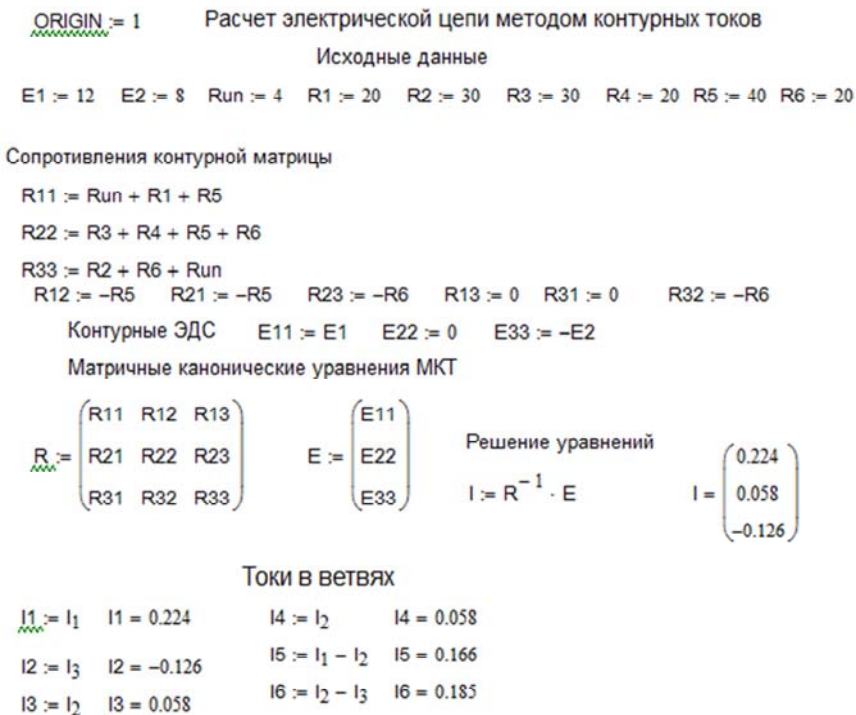 ORIGIN := 1 Расчет электрической цепи методом контурных токов
Исходные данные
E1 := 12 E2 := 8 Run := 4 R1 := 20 R2 := 30 R3 := 30 R4 := 20 R5 := 40 R6 := 20
Сопротивления контурной матрицы
R11 := Run + R1 + R5
R22 := R3 + R4 + R5 + R6
R33 := R2 + R6 + Run
R12 := −R5 R21 := −R5 R23 := −R6 R13 := 0 R31 := 0 R32 := −R6
Контурные ЭДС E11 := E1 E22 := 0 E33 := −E2
Матричные канонические уравнения МКТ
R := (R11 R12 R13
R21 R22 R23
R31 R32 R33)
E := (E11
E22
E33)
Решение уравнений
I := R⁻¹ · E
I = (0.224
0.058
−0.126)
Токи в ветвях
I1 := I₁ I1 = 0.224 I4 := I₂ I4 = 0.058
I2 := I₃ I2 = −0.126 I5 := I₁ − I₂ I5 = 0.166
I3 := I₂ I3 = 0.058 I6 := I₂ − I₃ I6 = 0.185